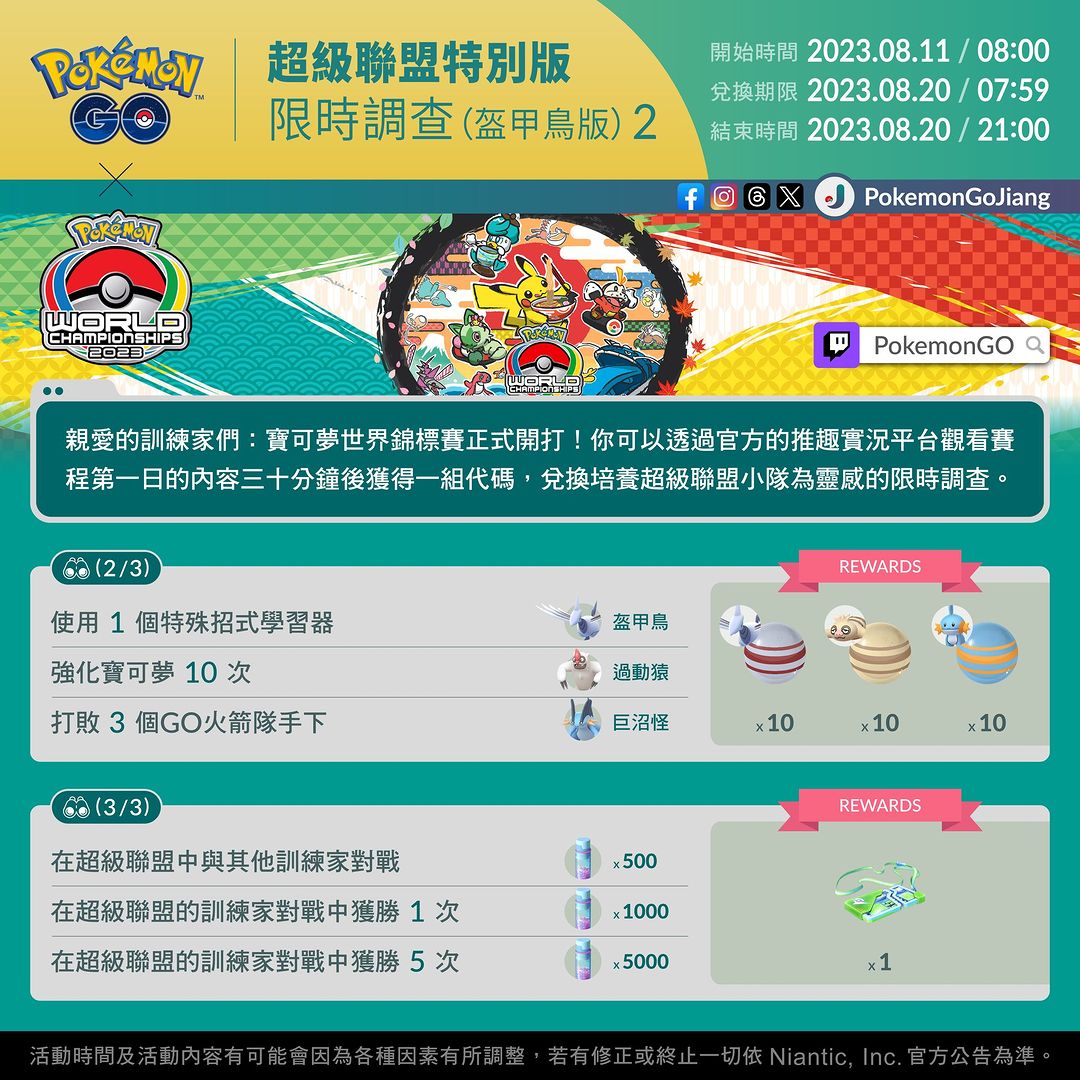 POKÉMON GO TM
超級聯盟特別版
限時調查(盔甲鳥版)2
開始時間 2023.08.11 / 08:00
兌換期限 2023.08.20 / 07:59
結束時間 2023.08.20 / 21:00
PokemonGoJiang
POKÉMON
WORLD
CHAMPIONSHIPS
2023
POKÉMON
WORLD
CHAMPIONSHIPS
PokemonGO
親愛的訓練家們：寶可夢世界錦標賽正式開打！你可以透過官方的推趣實況平台觀看賽
程第一日的內容三十分鐘後獲得一組代碼，兌換培養超級聯盟小隊為靈感的限時調查。
(2/3)
REWARDS
使用 1 個特殊招式學習器 盔甲鳥
強化寶可夢 10 次 過動猿
打敗 3 個GO火箭隊手下 巨沼怪
x10 x10 x10
(3/3)
REWARDS
在超級聯盟中與其他訓練家對戰 x500
在超級聯盟的訓練家對戰中獲勝 1 次 x1000
在超級聯盟的訓練家對戰中獲勝 5 次 x5000
x1
活動時間及活動內容有可能會因為各種因素有所調整，若有修正或終止一切依 Niantic, Inc. 官方公告為準。